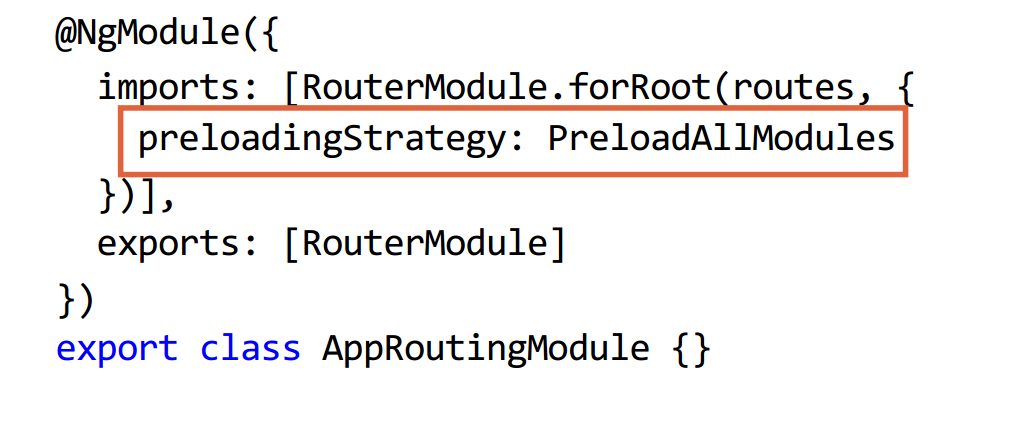 @NgModule({
imports: [RouterModule.forRoot(routes, {
preloadingStrategy: PreloadAllModules
})],
exports: [RouterModule]
})
export class AppRoutingModule {}